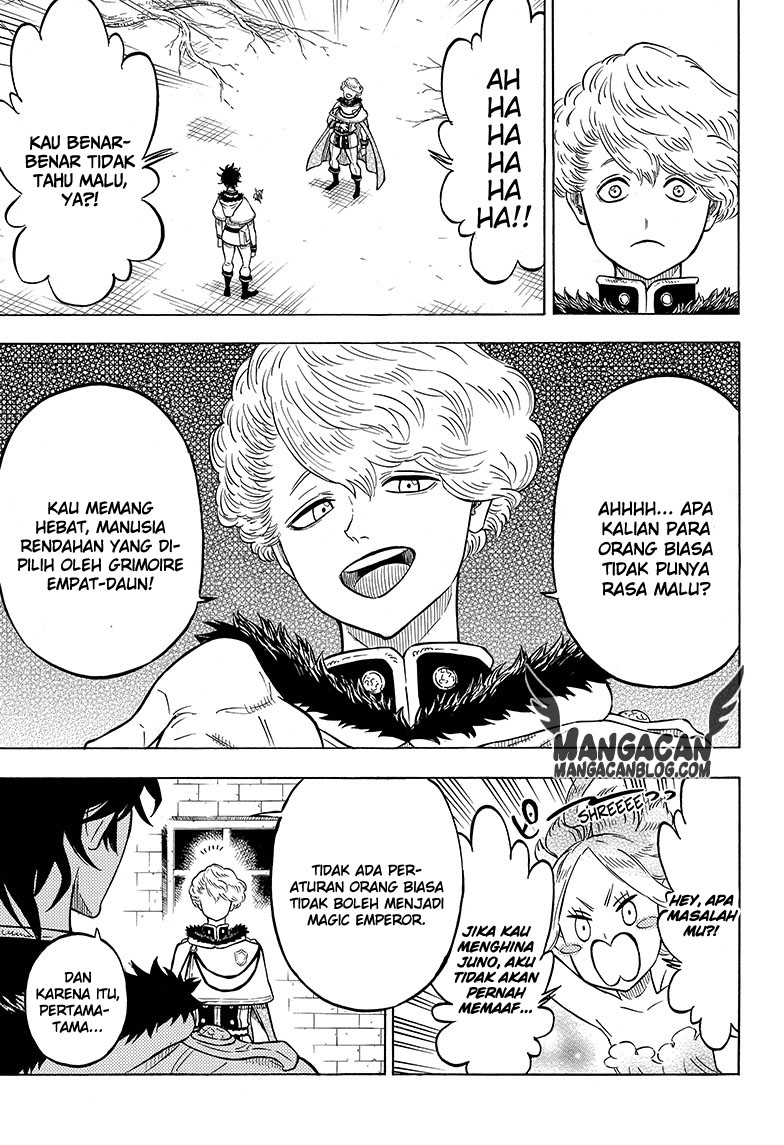 AH
HA
HA
HA
HA
HA!!
KAU BENAR-
BENAR TIDAK
TAHU MALU,
YA?!
AHHHH... APA
KALIAN PARA
ORANG BIASA
TIDAK PUNYA
RASA MALU?
KAU MEMANG
HEBAT, MANUSIA
RENDAHAN YANG DI-
PILIH OLEH GRIMOIRE
EMPAT-DAUN!
MANGACAN
MANGACANBLOG.COM
SHREEEE
HEY, APA
MASALAH
MU?!
JIKA KAU
MENGHINA
JUNO, AKU
TIDAK AKAN
PERNAH
MEMAAF...
TIDAK ADA PER-
ATURAN ORANG BIASA
TIDAK BOLEH MENJADI
MAGIC EMPEROR.
DAN
KARENA ITU,
PERTAMA-
TAMA...